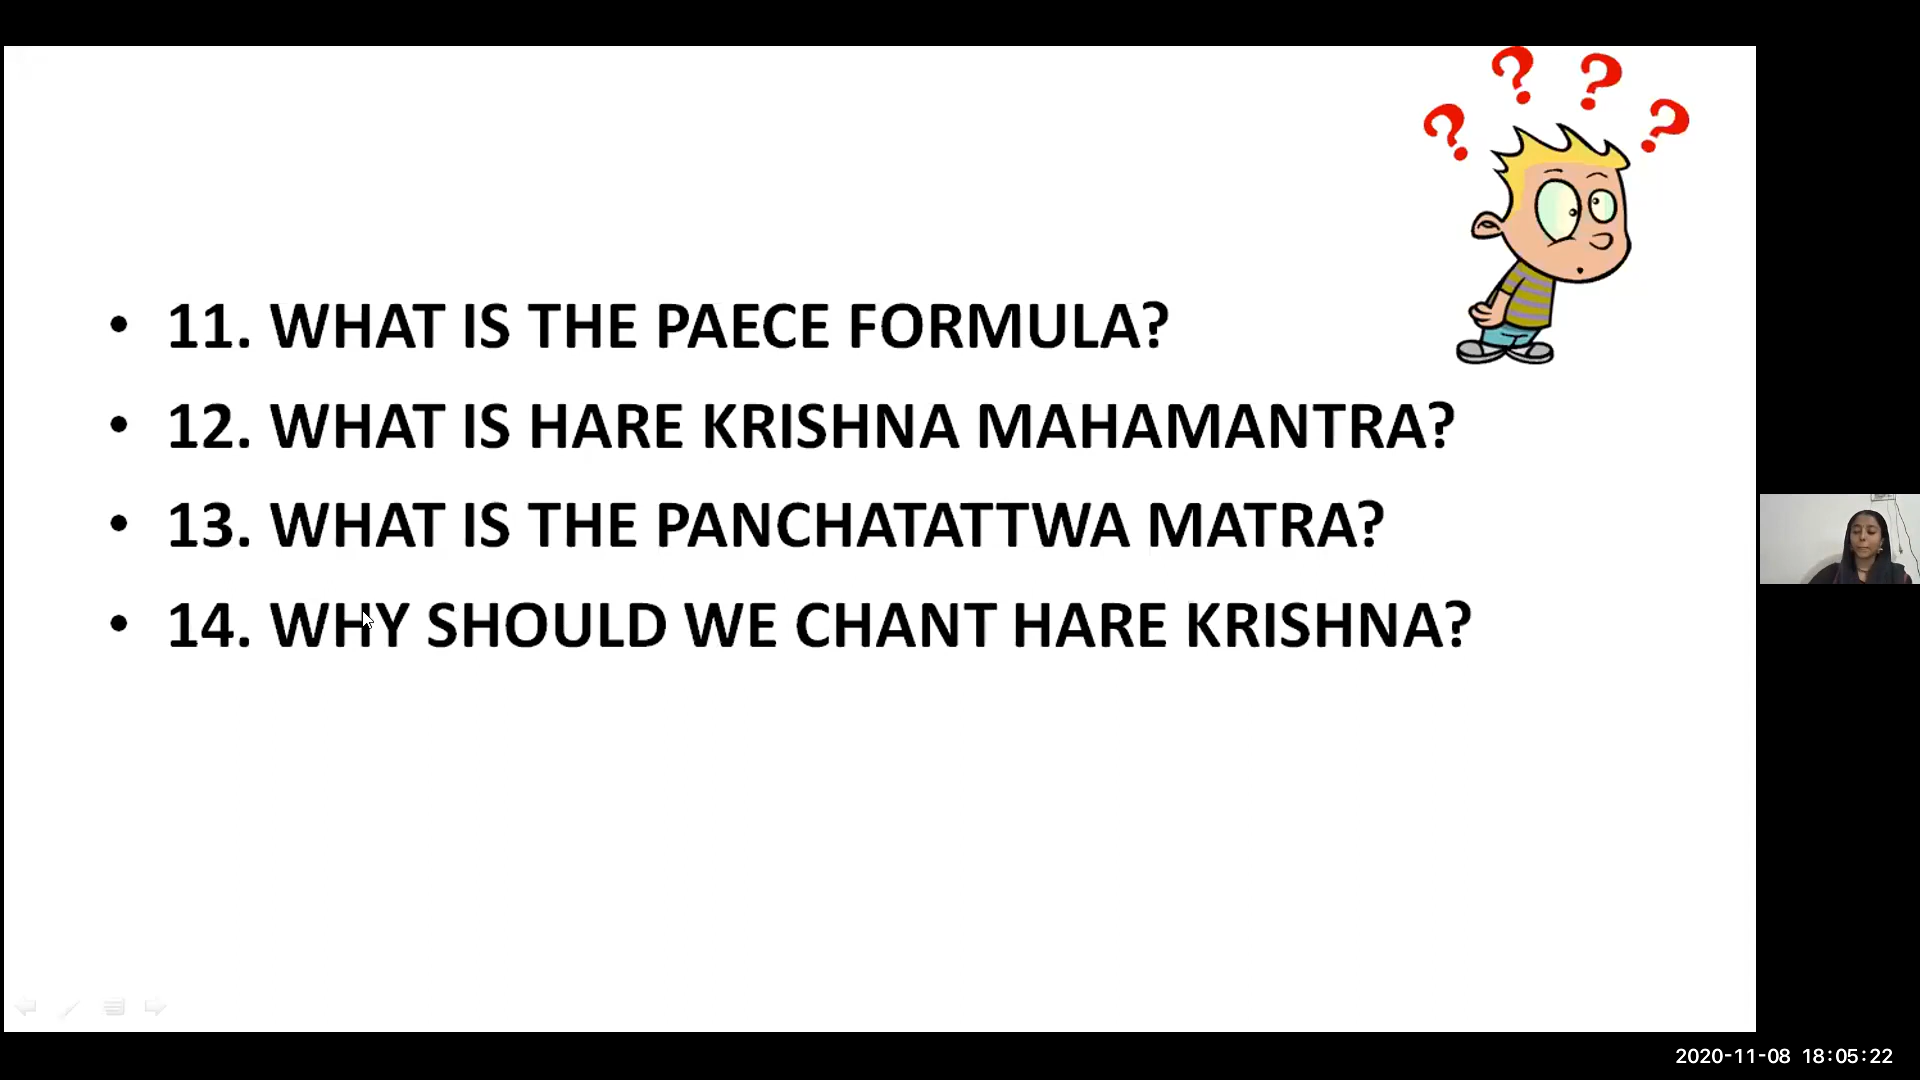 • 11. WHAT IS THE PAECE FORMULA?
• 12. WHAT IS HARE KRISHNA MAHAMANTRA?
• 13. WHAT IS THE PANCHATATTWA MATRA?
• 14. WHY SHOULD WE CHANT HARE KRISHNA?
? ? ? ?
2020-11-08 18:05:22